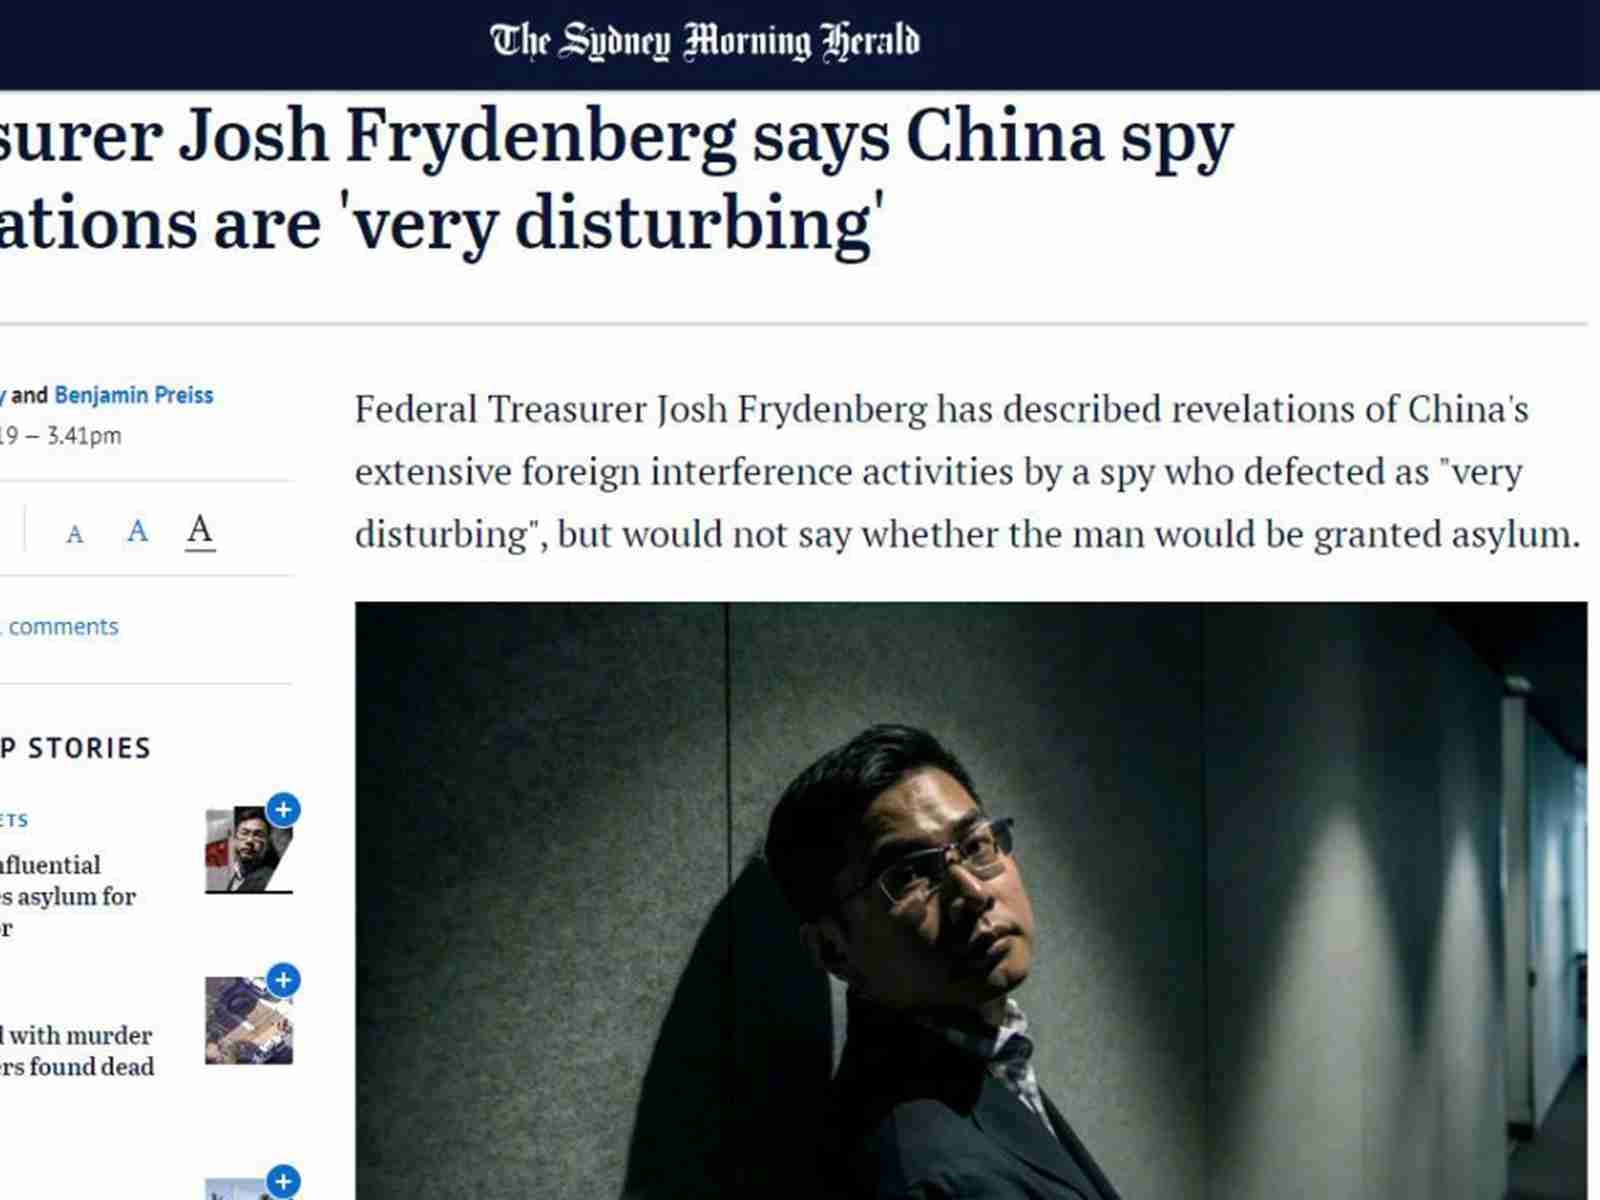 The Sydney Morning Herald
surer Josh Frydenberg says China spy
ations are 'very disturbing'
y and Benjamin Preiss
19 – 3.41pm
A A A
comments
Federal Treasurer Josh Frydenberg has described revelations of China's
extensive foreign interference activities by a spy who defected as "very
disturbing", but would not say whether the man would be granted asylum.
P STORIES
ETS
nfluential
s asylum for
or
d with murder
ers found dead